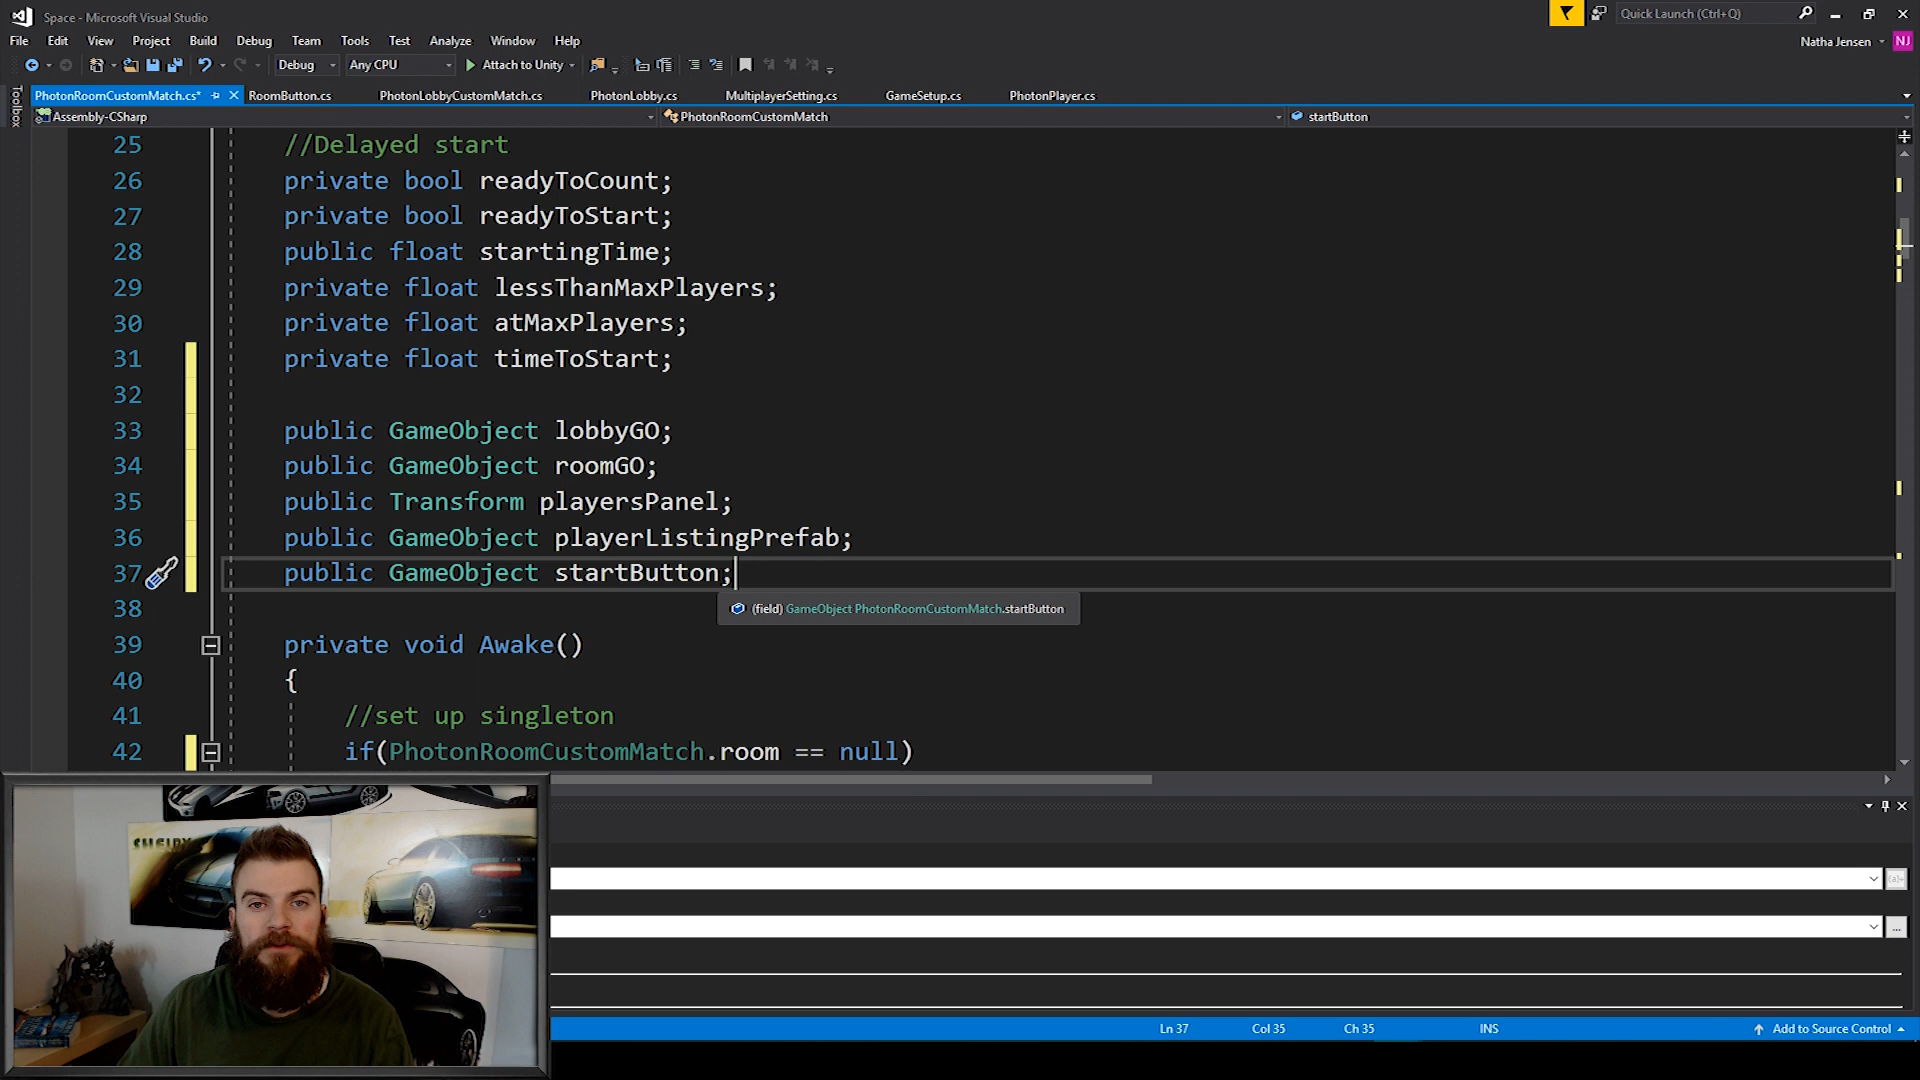 Space - Microsoft Visual Studio
Quick Launch (Ctrl+Q)
File Edit View Project Build Debug Team Tools Test Analyze Window Help
Natha Jensen NJ
Debug Any CPU Attach to Unity
Toolbox
PhotonRoomCustomMatch.cs* RoomButton.cs PhotonLobbyCustomMatch.cs PhotonLobby.cs MultiplayerSetting.cs GameSetup.cs PhotonPlayer.cs
Assembly-CSharp PhotonRoomCustomMatch startButton
25 //Delayed start
26 private bool readyToCount;
27 private bool readyToStart;
28 public float startingTime;
29 private float lessThanMaxPlayers;
30 private float atMaxPlayers;
31 private float timeToStart;
32
33 public GameObject lobbyGO;
34 public GameObject roomGO;
35 public Transform playersPanel;
36 public GameObject playerListingPrefab;
37 public GameObject startButton;
38 (field) GameObject PhotonRoomCustomMatch.startButton
39 private void Awake()
40 {
41 //set up singleton
42 if(PhotonRoomCustomMatch.room == null)
SHELBY
...
Ln 37 Col 35 Ch 35 INS Add to Source Control